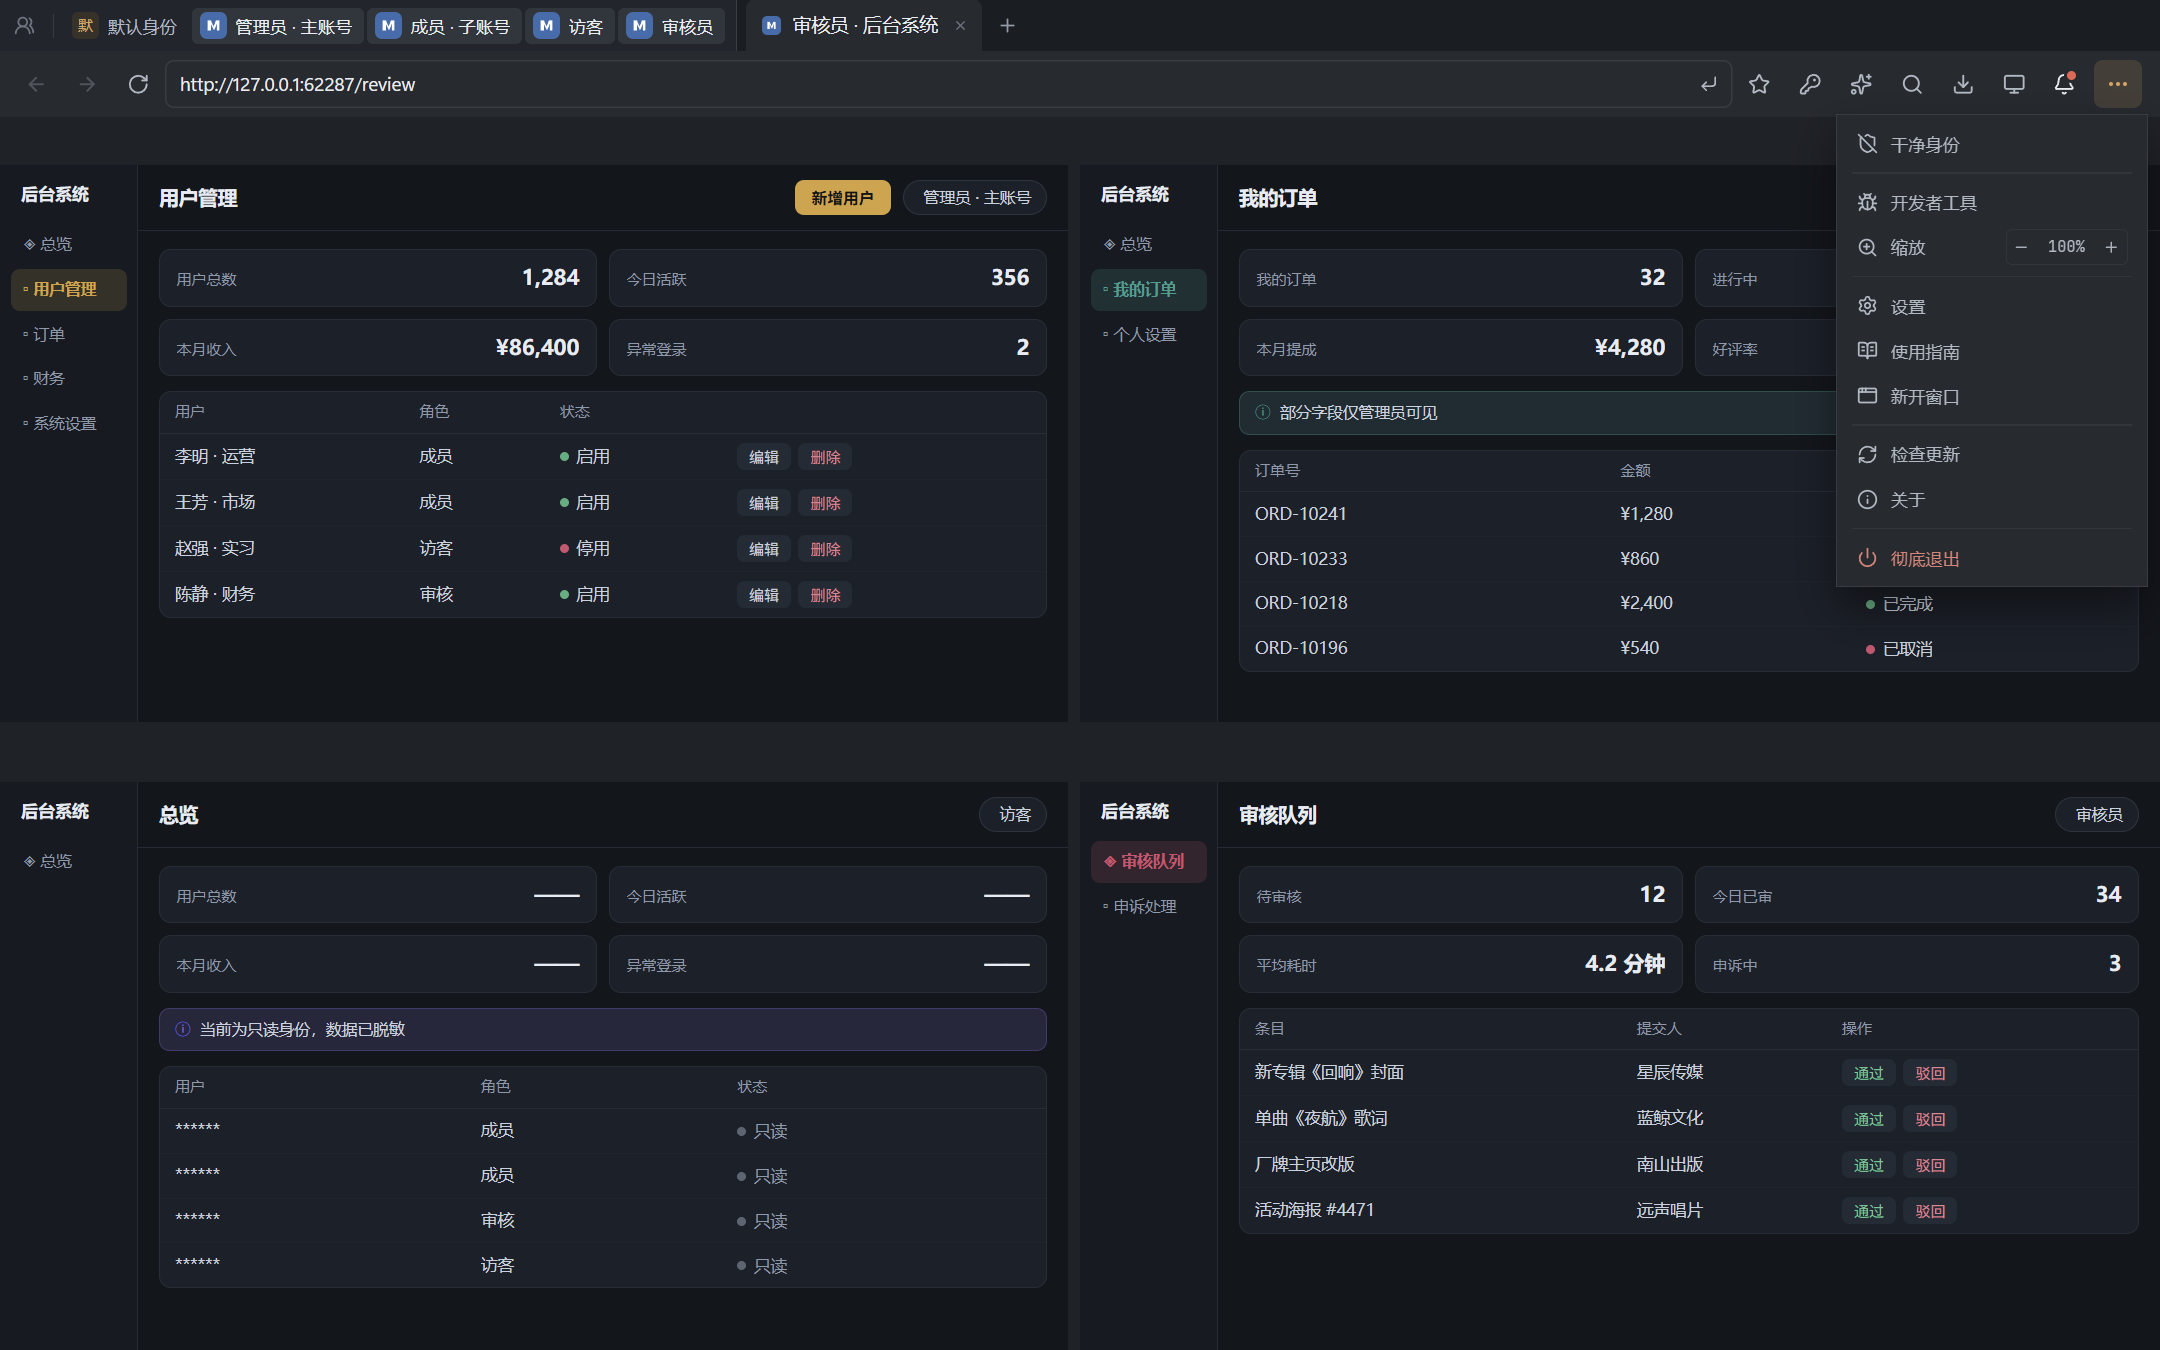 默 默认身份 M 管理员 · 主账号 M 成员 · 子账号 M 访客 M 审核员 M 审核员 · 后台系统
http://127.0.0.1:62287/review
干净身份
开发者工具
缩放 100%
设置
使用指南
新开窗口
检查更新
关于
彻底退出
后台系统
总览
用户管理
订单
财务
系统设置
用户管理 新增用户 管理员 · 主账号
用户总数 1,284 今日活跃 356
本月收入 ¥86,400 异常登录 2
用户 角色 状态
李明 · 运营 成员 启用 编辑 删除
王芳 · 市场 成员 启用 编辑 删除
赵强 · 实习 访客 停用 编辑 删除
陈静 · 财务 审核 启用 编辑 删除
后台系统
总览
我的订单
个人设置
我的订单
我的订单 32 进行中
本月提成 ¥4,280 好评率
部分字段仅管理员可见
订单号 金额
ORD-10241 ¥1,280
ORD-10233 ¥860
ORD-10218 ¥2,400 已完成
ORD-10196 ¥540 已取消
后台系统
总览
总览 访客
用户总数 —— 今日活跃 ——
本月收入 —— 异常登录 ——
当前为只读身份，数据已脱敏
用户 角色 状态
****** 成员 只读
****** 成员 只读
****** 审核 只读
****** 访客 只读
后台系统
审核队列
申诉处理
审核队列 审核员
待审核 12 今日已审 34
平均耗时 4.2 分钟 申诉中 3
条目 提交人 操作
新专辑《回响》封面 星辰传媒 通过 驳回
单曲《夜航》歌词 蓝鲸文化 通过 驳回
厂牌主页改版 南山出版 通过 驳回
活动海报 #4471 远声唱片 通过 驳回